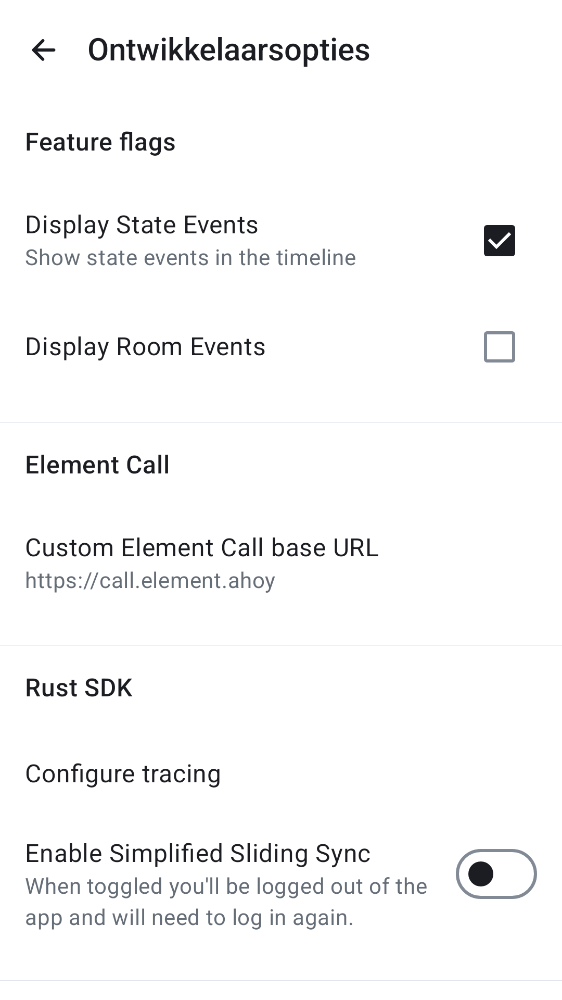 Ontwikkelaarsopties
Feature flags
Display State Events
Show state events in the timeline
Display Room Events
Element Call
Custom Element Call base URL
https://call.element.ahoy
Rust SDK
Configure tracing
Enable Simplified Sliding Sync
When toggled you'll be logged out of the
app and will need to log in again.